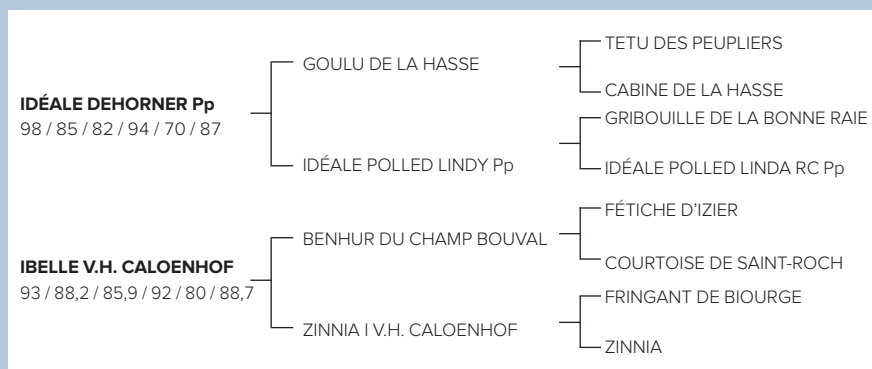 TETU DES PEUPLIERS
GOULU DE LA HASSE
CABINE DE LA HASSE
IDÉALE DEHORNER Pp
98 / 85 / 82 / 94 / 70 / 87
GRIBOUILLE DE LA BONNE RAIE
IDÉALE POLLED LINDY Pp
IDÉALE POLLED LINDA RC Pp
FÉTICHE D'IZIER
BENHUR DU CHAMP BOUVAL
COURTOISE DE SAINT-ROCH
IBELLE V.H. CALOENHOF
93 / 88,2 / 85,9 / 92 / 80 / 88,7
FRINGANT DE BIOURGE
ZINNIA I V.H. CALOENHOF
ZINNIA